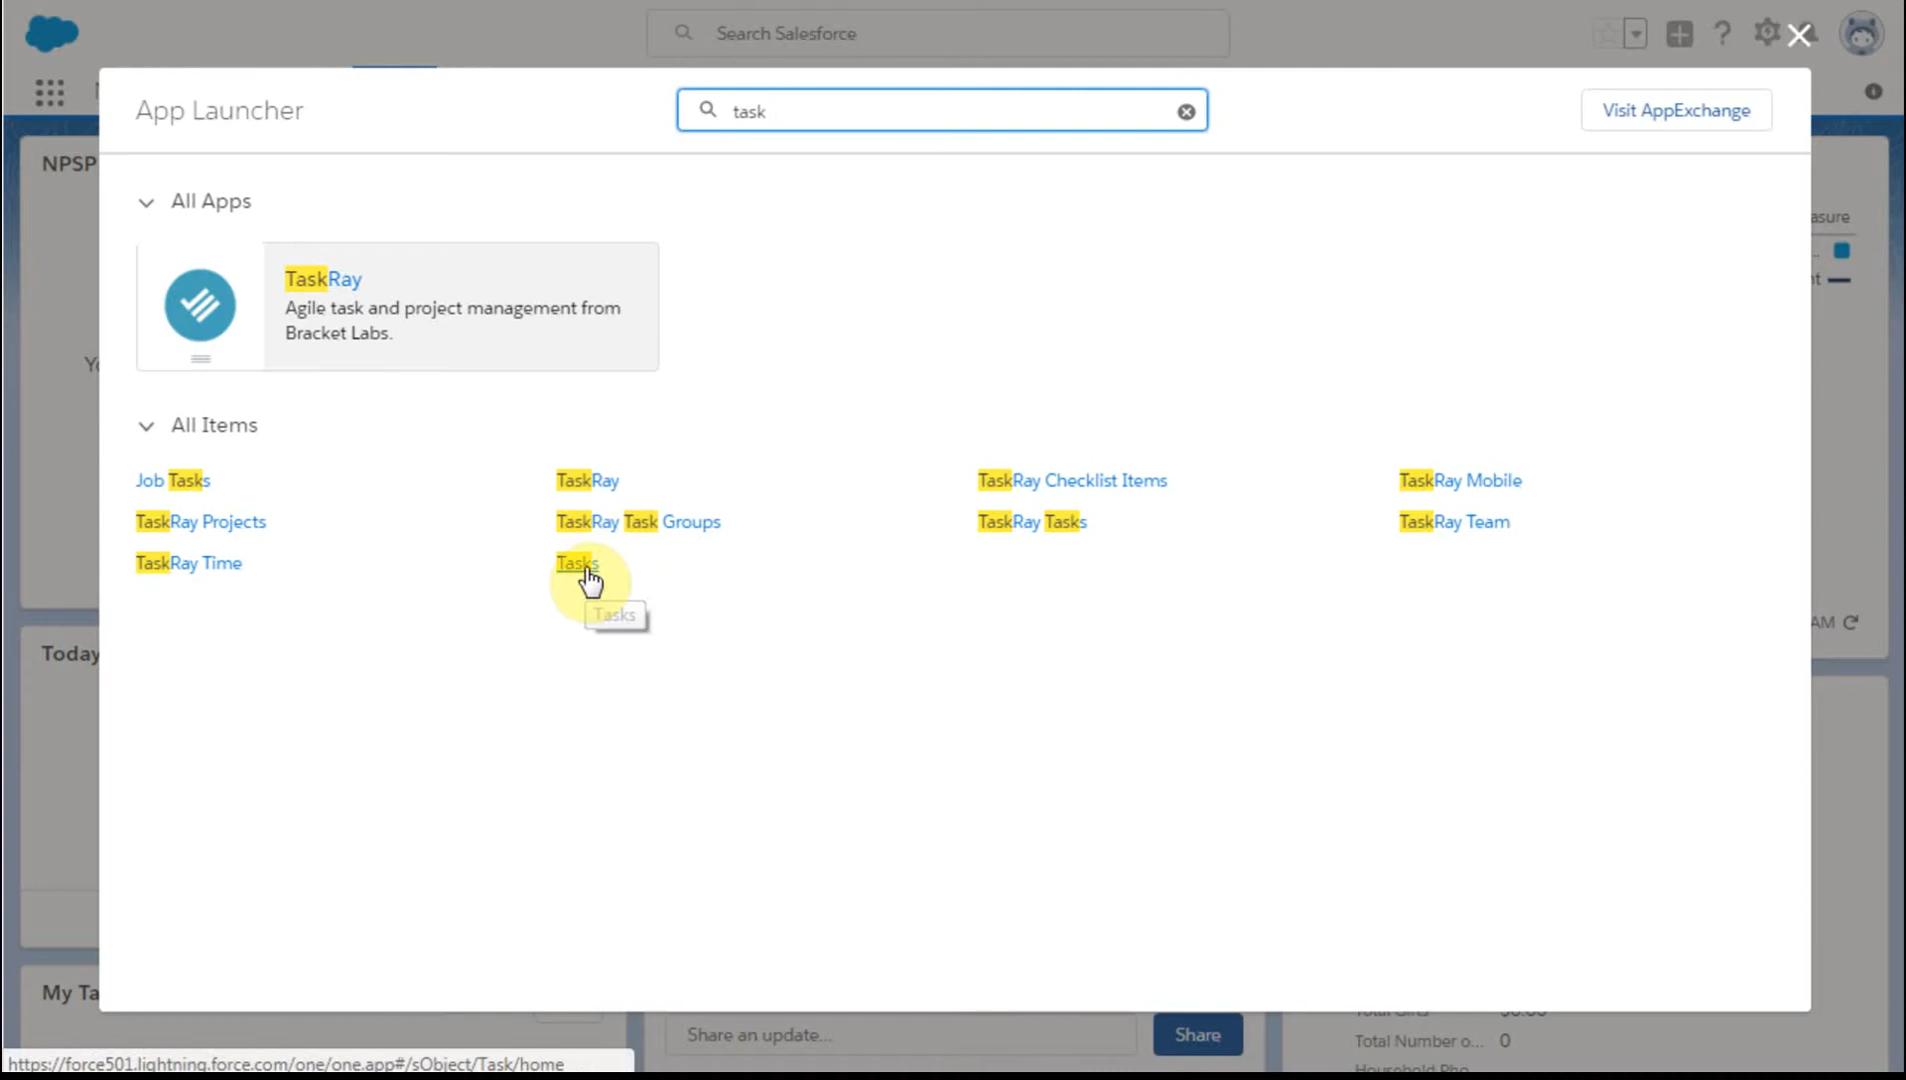 Search Salesforce
App Launcher
task
Visit AppExchange
NPSP
asure
All Apps
TaskRay
Agile task and project management from
Bracket Labs.
All Items
Job Tasks
TaskRay
TaskRay Checklist Items
TaskRay Mobile
TaskRay Projects
TaskRay Task Groups
TaskRay Tasks
TaskRay Team
TaskRay Time
Tasks
Tasks
AM
Today
My Ta
Share an update...
Share
Total Number o... 0
https://force501.lightning.force.com/one/one.app#/sObject/Task/home